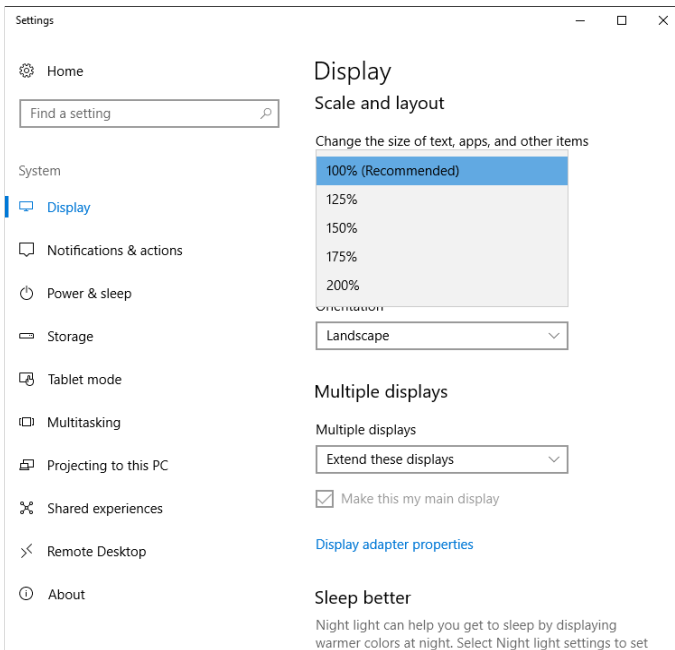 Settings
Home
Find a setting
System
Display
Notifications & actions
Power & sleep
Storage
Tablet mode
Multitasking
Projecting to this PC
Shared experiences
Remote Desktop
About
Display
Scale and layout
Change the size of text, apps, and other items
100% (Recommended)
125%
150%
175%
200%
Orientation
Landscape
Multiple displays
Multiple displays
Extend these displays
Make this my main display
Display adapter properties
Sleep better
Night light can help you get to sleep by displaying
warmer colors at night. Select Night light settings to set